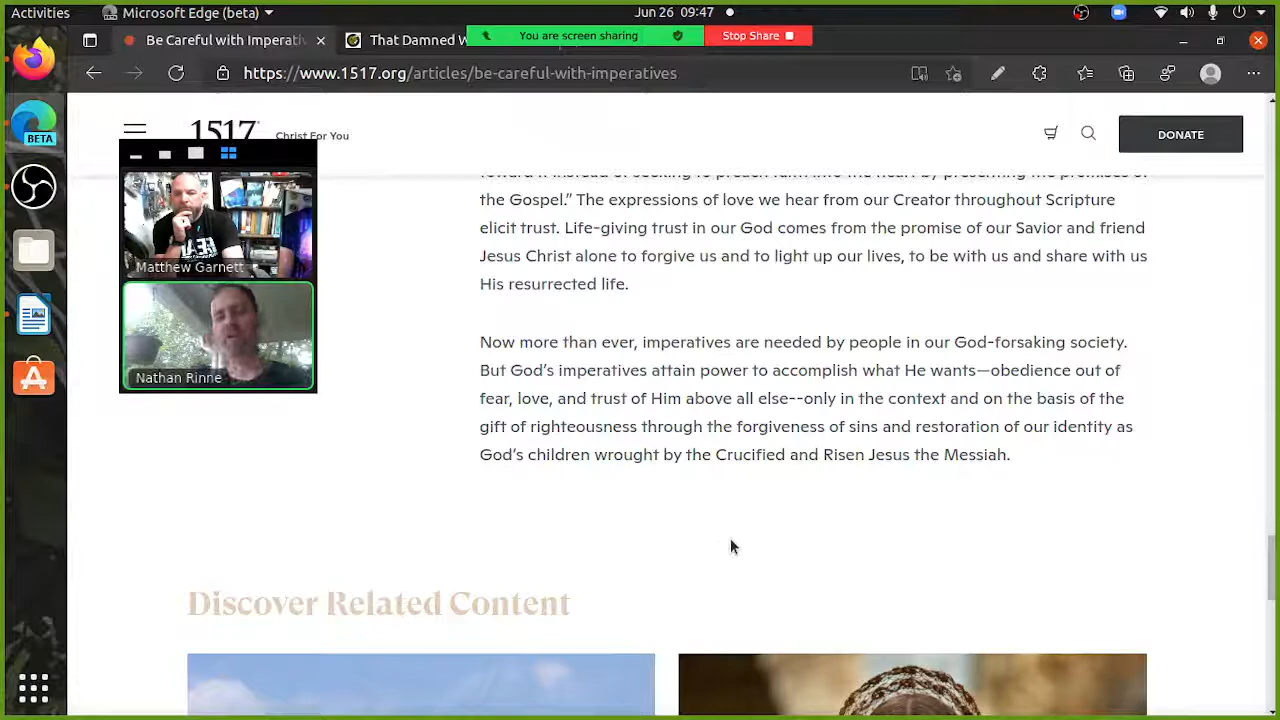 Activities
Microsoft Edge (beta)
Jun 26 09:47
Be Careful with Imperativ
That Damned W
You are screen sharing
Stop Share
https://www.1517.org/articles/be-careful-with-imperatives
BETA
1517
Christ For You
DONATE
the Gospel.” The expressions of love we hear from our Creator throughout Scripture
elicit trust. Life-giving trust in our God comes from the promise of our Savior and friend
Jesus Christ alone to forgive us and to light up our lives, to be with us and share with us
His resurrected life.
Matthew Garnett
Nathan Rinne
Now more than ever, imperatives are needed by people in our God-forsaking society.
But God’s imperatives attain power to accomplish what He wants—obedience out of
fear, love, and trust of Him above all else--only in the context and on the basis of the
gift of righteousness through the forgiveness of sins and restoration of our identity as
God’s children wrought by the Crucified and Risen Jesus the Messiah.
Discover Related Content